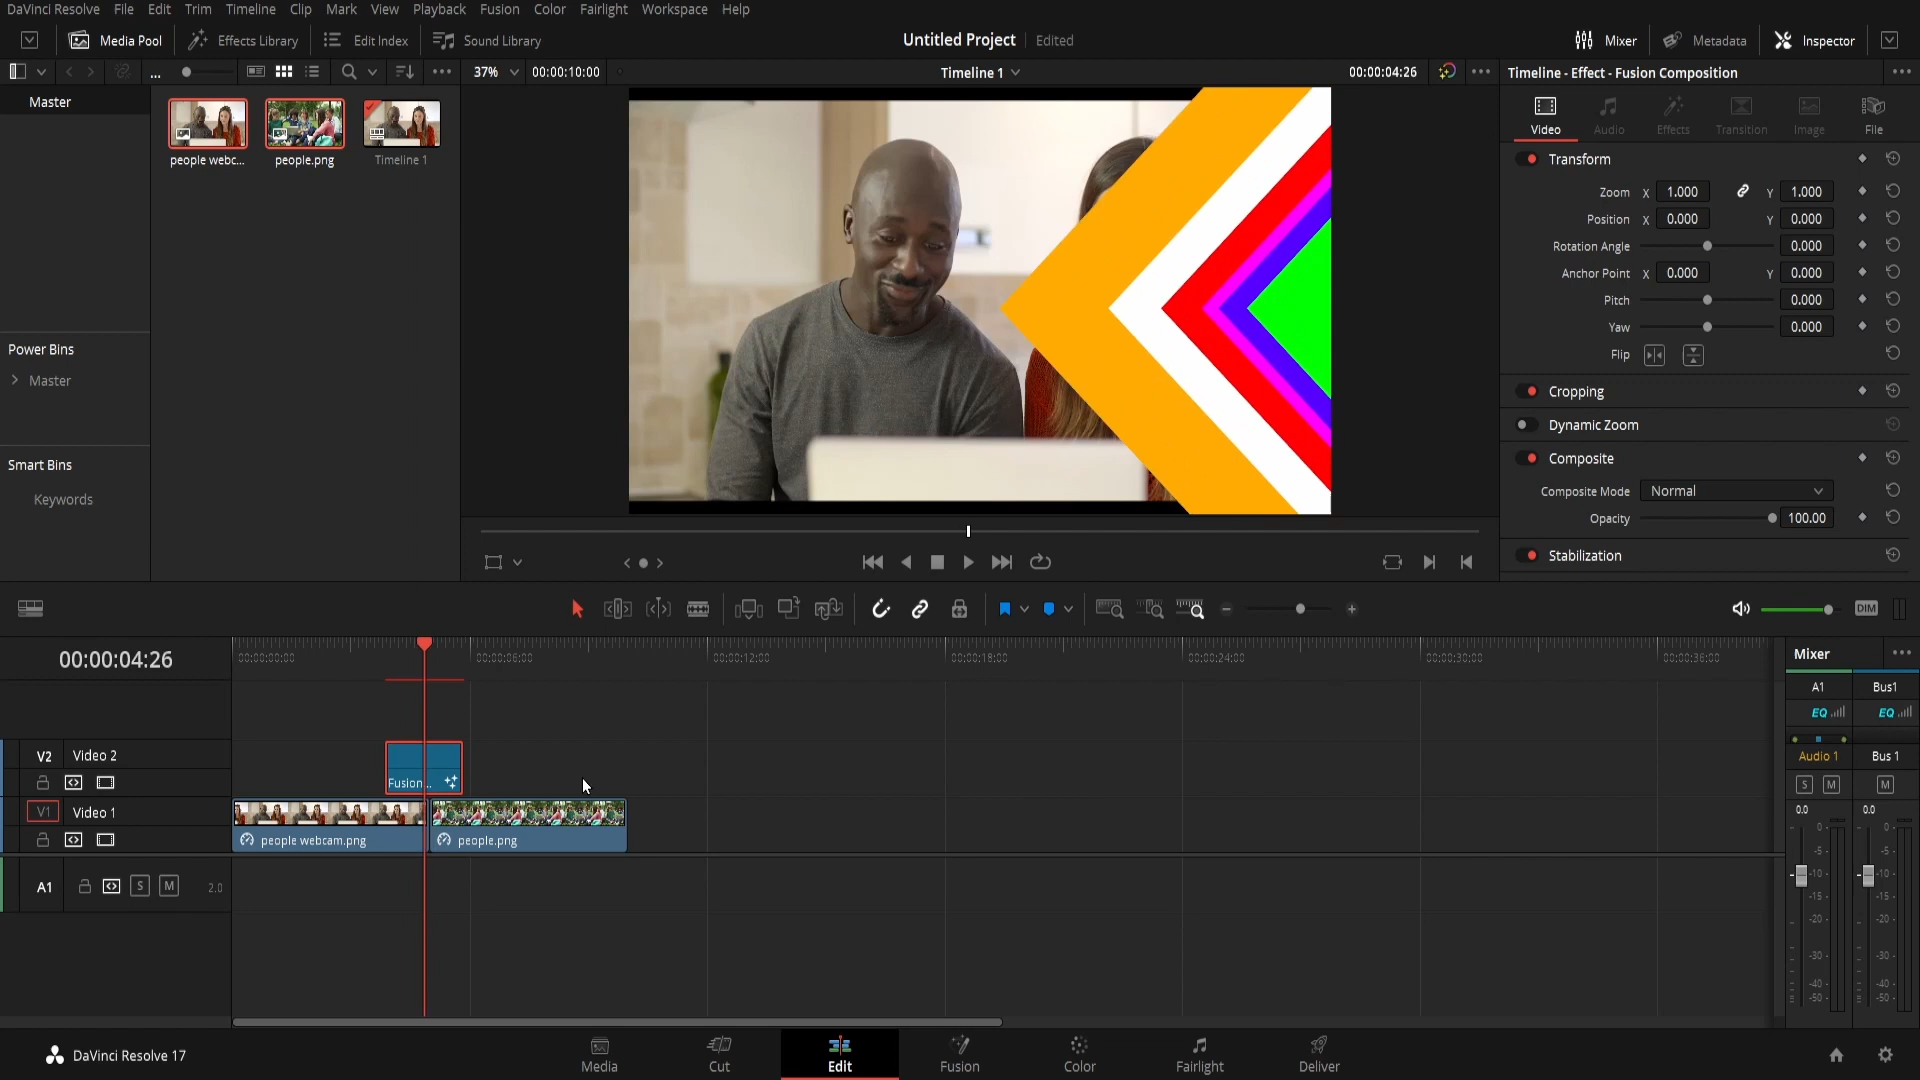 DaVinci Resolve File Edit Trim Timeline Clip Mark View Playback Fusion Color Fairlight Workspace Help
Media Pool Effects Library Edit Index Sound Library Untitled Project Edited Mixer Metadata Inspector
... 37% 00:00:10:00 Timeline 1 00:00:04:26 Timeline - Effect - Fusion Composition
Master
people webc... people.png Timeline 1
Power Bins
Master
Smart Bins
Keywords
Video Audio Effects Transition Image File
Transform
Zoom X 1.000 Y 1.000
Position X 0.000 Y 0.000
Rotation Angle 0.000
Anchor Point X 0.000 Y 0.000
Pitch 0.000
Yaw 0.000
Flip
Cropping
Dynamic Zoom
Composite
Composite Mode Normal
Opacity 100.00
Stabilization
DIM
00:00:04:26
00:00:00:00 00:00:06:00 00:00:12:00 00:00:18:00 00:00:24:00 00:00:30:00 00:00:36:00
V2 Video 2
Fusion...
V1 Video 1
people webcam.png people.png
A1 S M 2.0
Mixer
A1 Bus1
EQ EQ
Audio 1 Bus 1
S M M
0.0 0.0
0 0
-5 -5
-10 -10
-15 -15
-20 -20
-30 -30
-40 -40
-50 -50
DaVinci Resolve 17
Media Cut Edit Fusion Color Fairlight Deliver